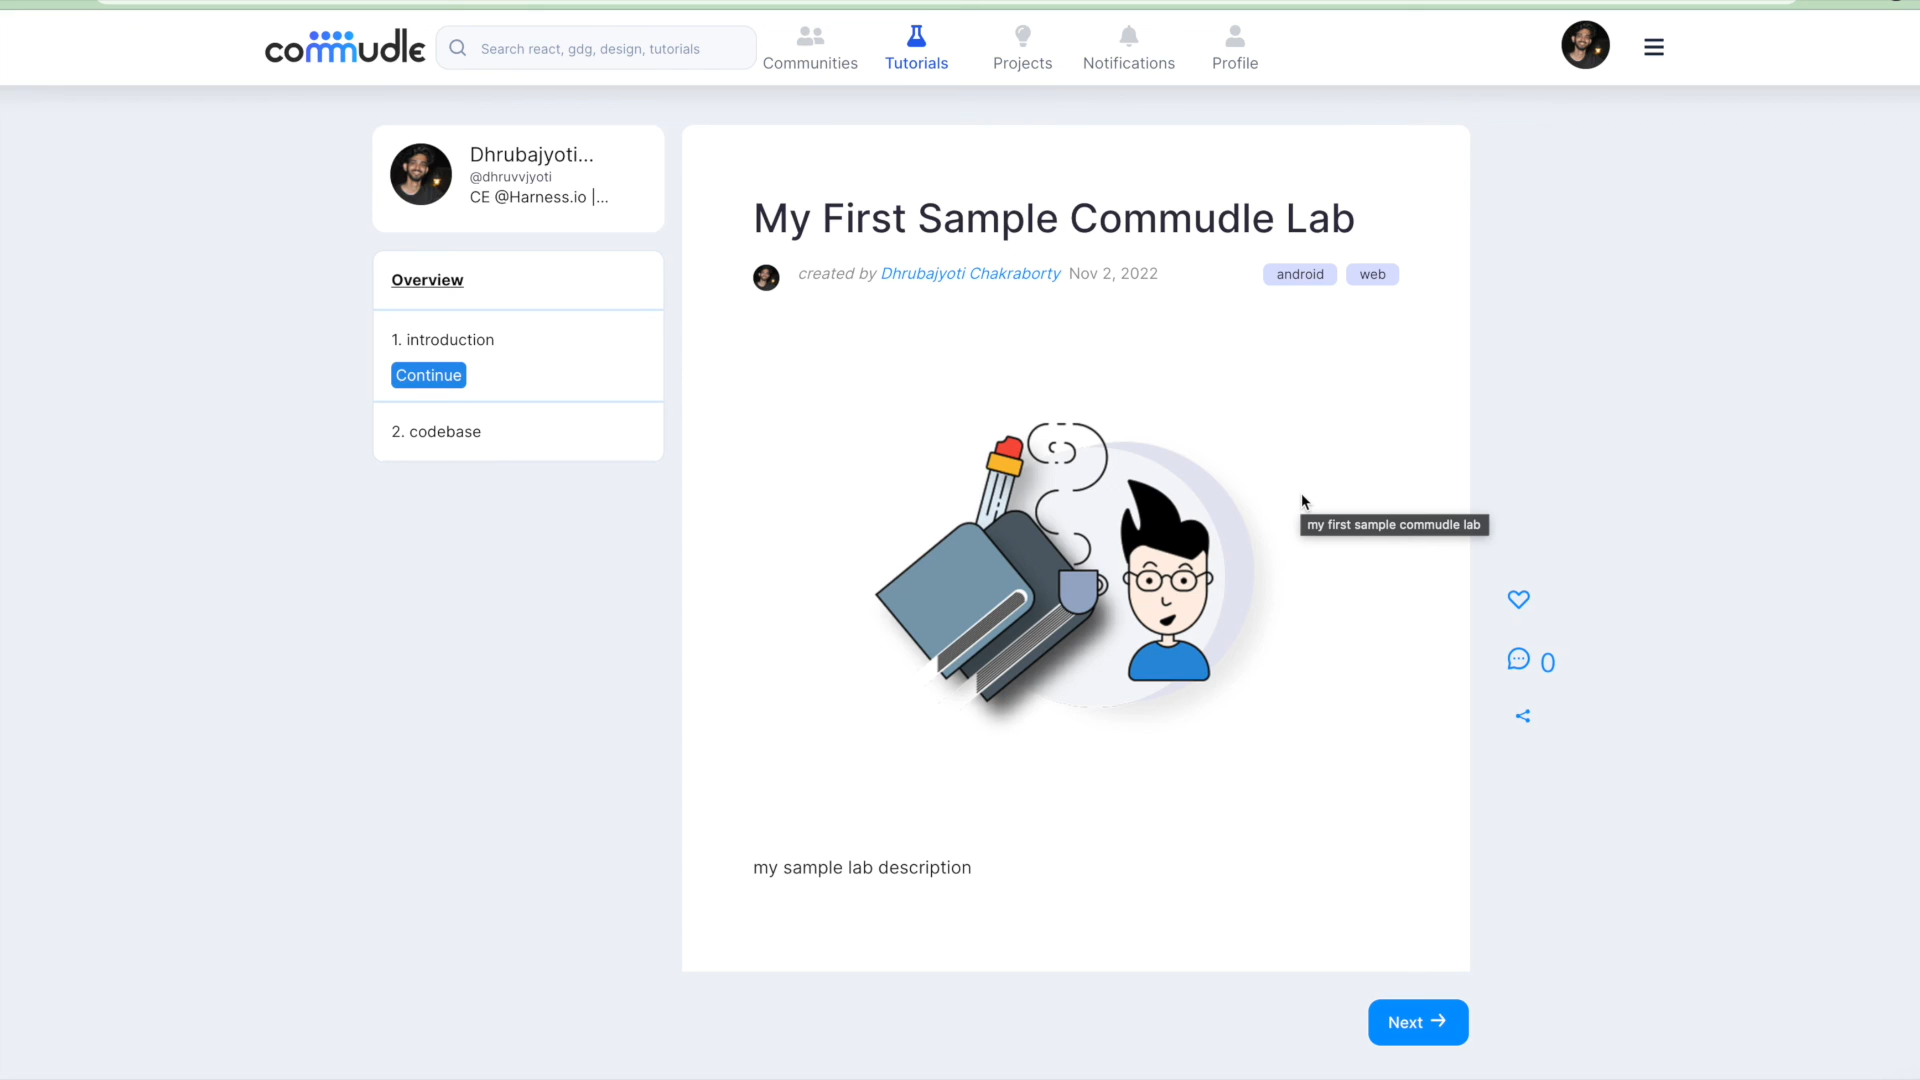 commudle
Search react, gdg, design, tutorials
Communities
Tutorials
Projects
Notifications
Profile
Dhrubajyoti...
@dhruvvjyoti
CE @Harness.io |...
Overview
1. introduction
Continue
2. codebase
My First Sample Commudle Lab
created by Dhrubajyoti Chakraborty Nov 2, 2022
android
web
my first sample commudle lab
0
my sample lab description
Next